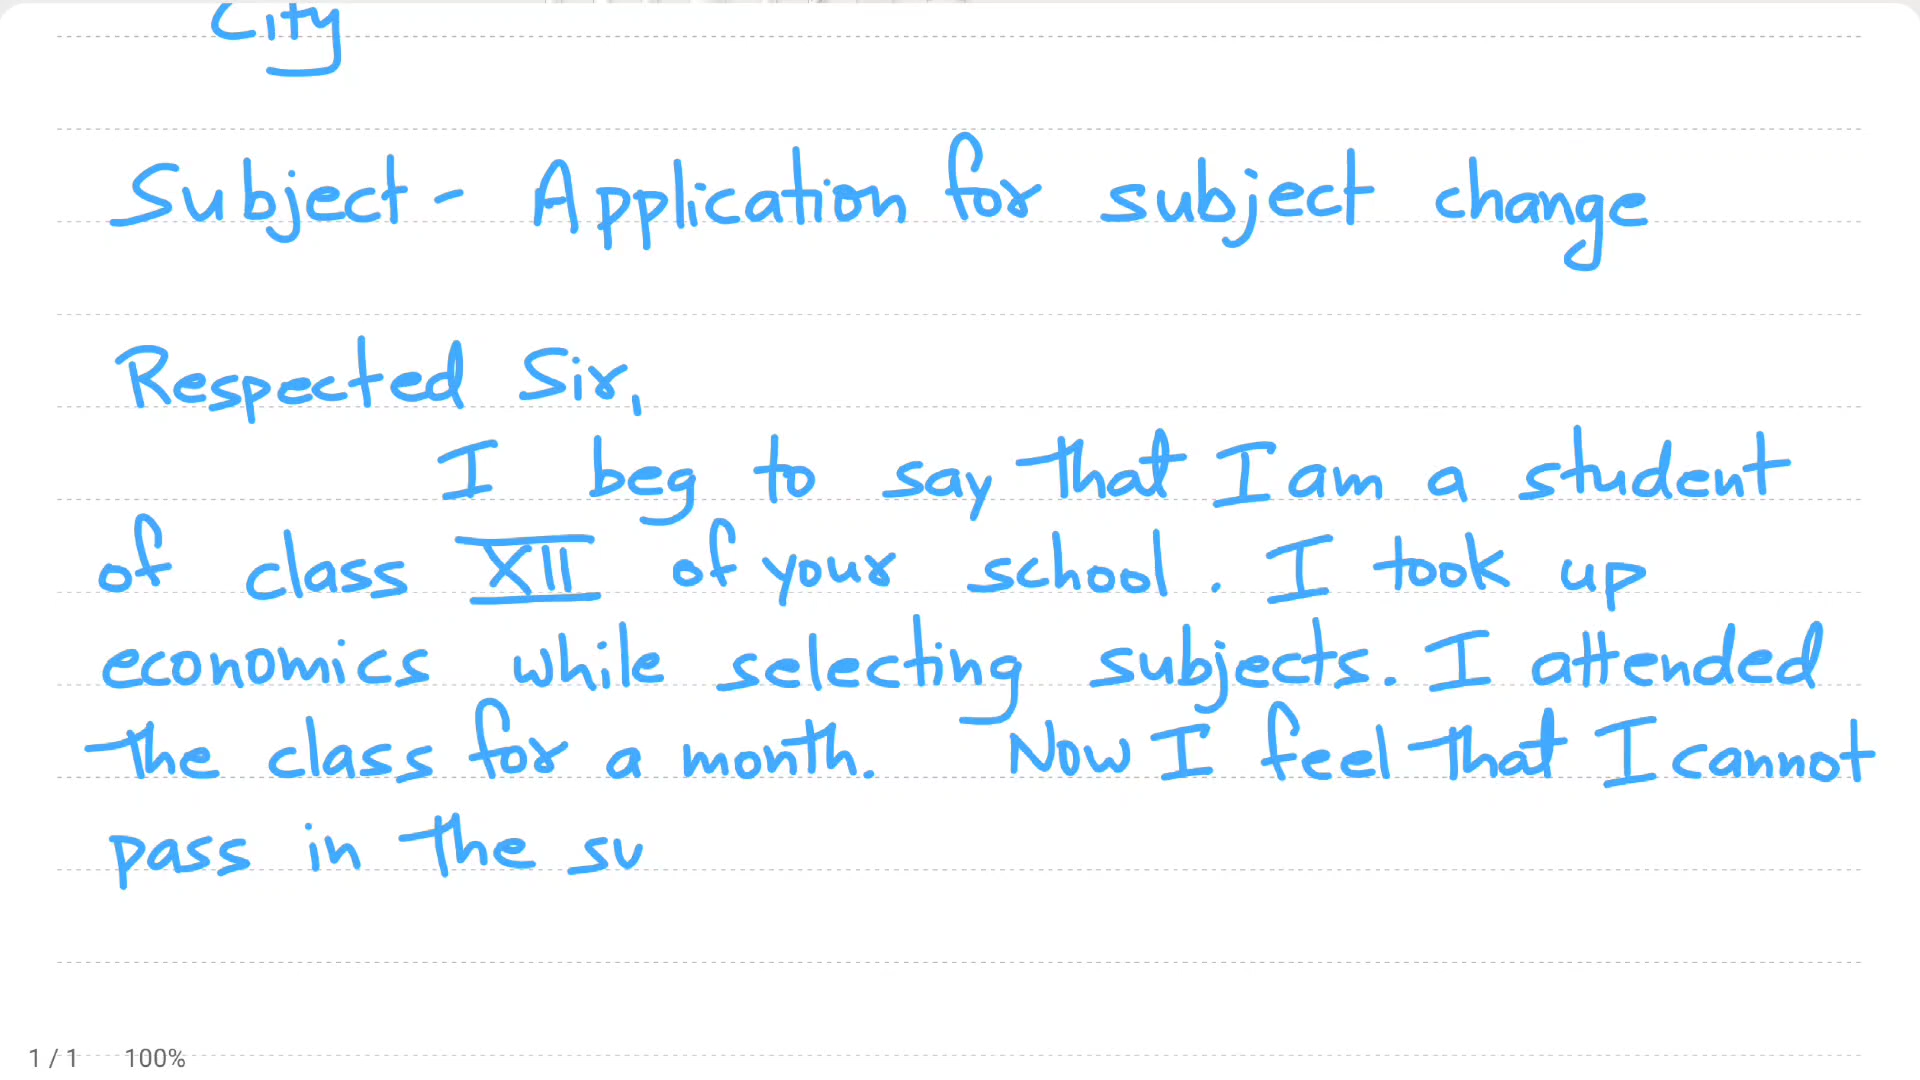 City
Subject - Application for subject change
Respected Sir,
I beg to say that I am a student
of class XII of your school. I took up
economics while selecting subjects. I attended
the class for a month. Now I feel that I cannot
pass in the su
1 / 1 100%